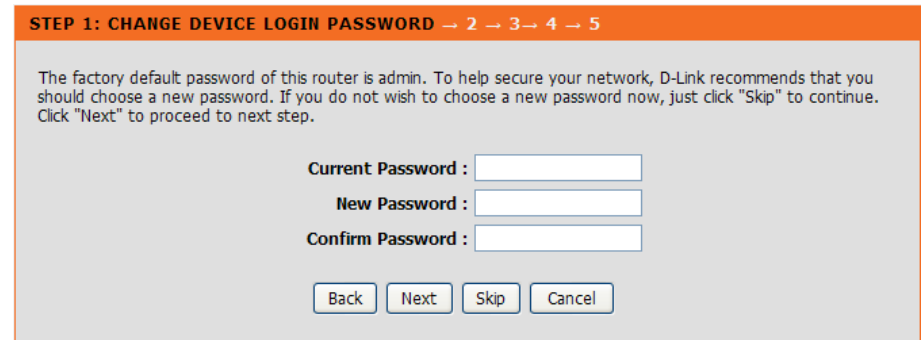 STEP 1: CHANGE DEVICE LOGIN PASSWORD → 2 → 3→ 4 → 5
The factory default password of this router is admin. To help secure your network, D-Link recommends that you
should choose a new password. If you do not wish to choose a new password now, just click "Skip" to continue.
Click "Next" to proceed to next step.
Current Password :
New Password :
Confirm Password :
Back Next Skip Cancel